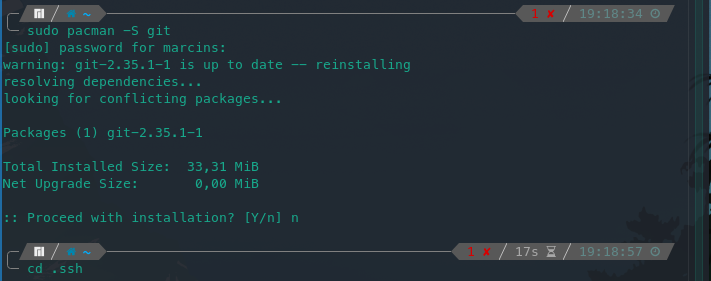 ~ 1 ✘ 19:18:34
sudo pacman -S git
[sudo] password for marcins:
warning: git-2.35.1-1 is up to date -- reinstalling
resolving dependencies...
looking for conflicting packages...
Packages (1) git-2.35.1-1
Total Installed Size: 33,31 MiB
Net Upgrade Size: 0,00 MiB
:: Proceed with installation? [Y/n] n
~ 1 ✘ 17s 19:18:57
cd .ssh